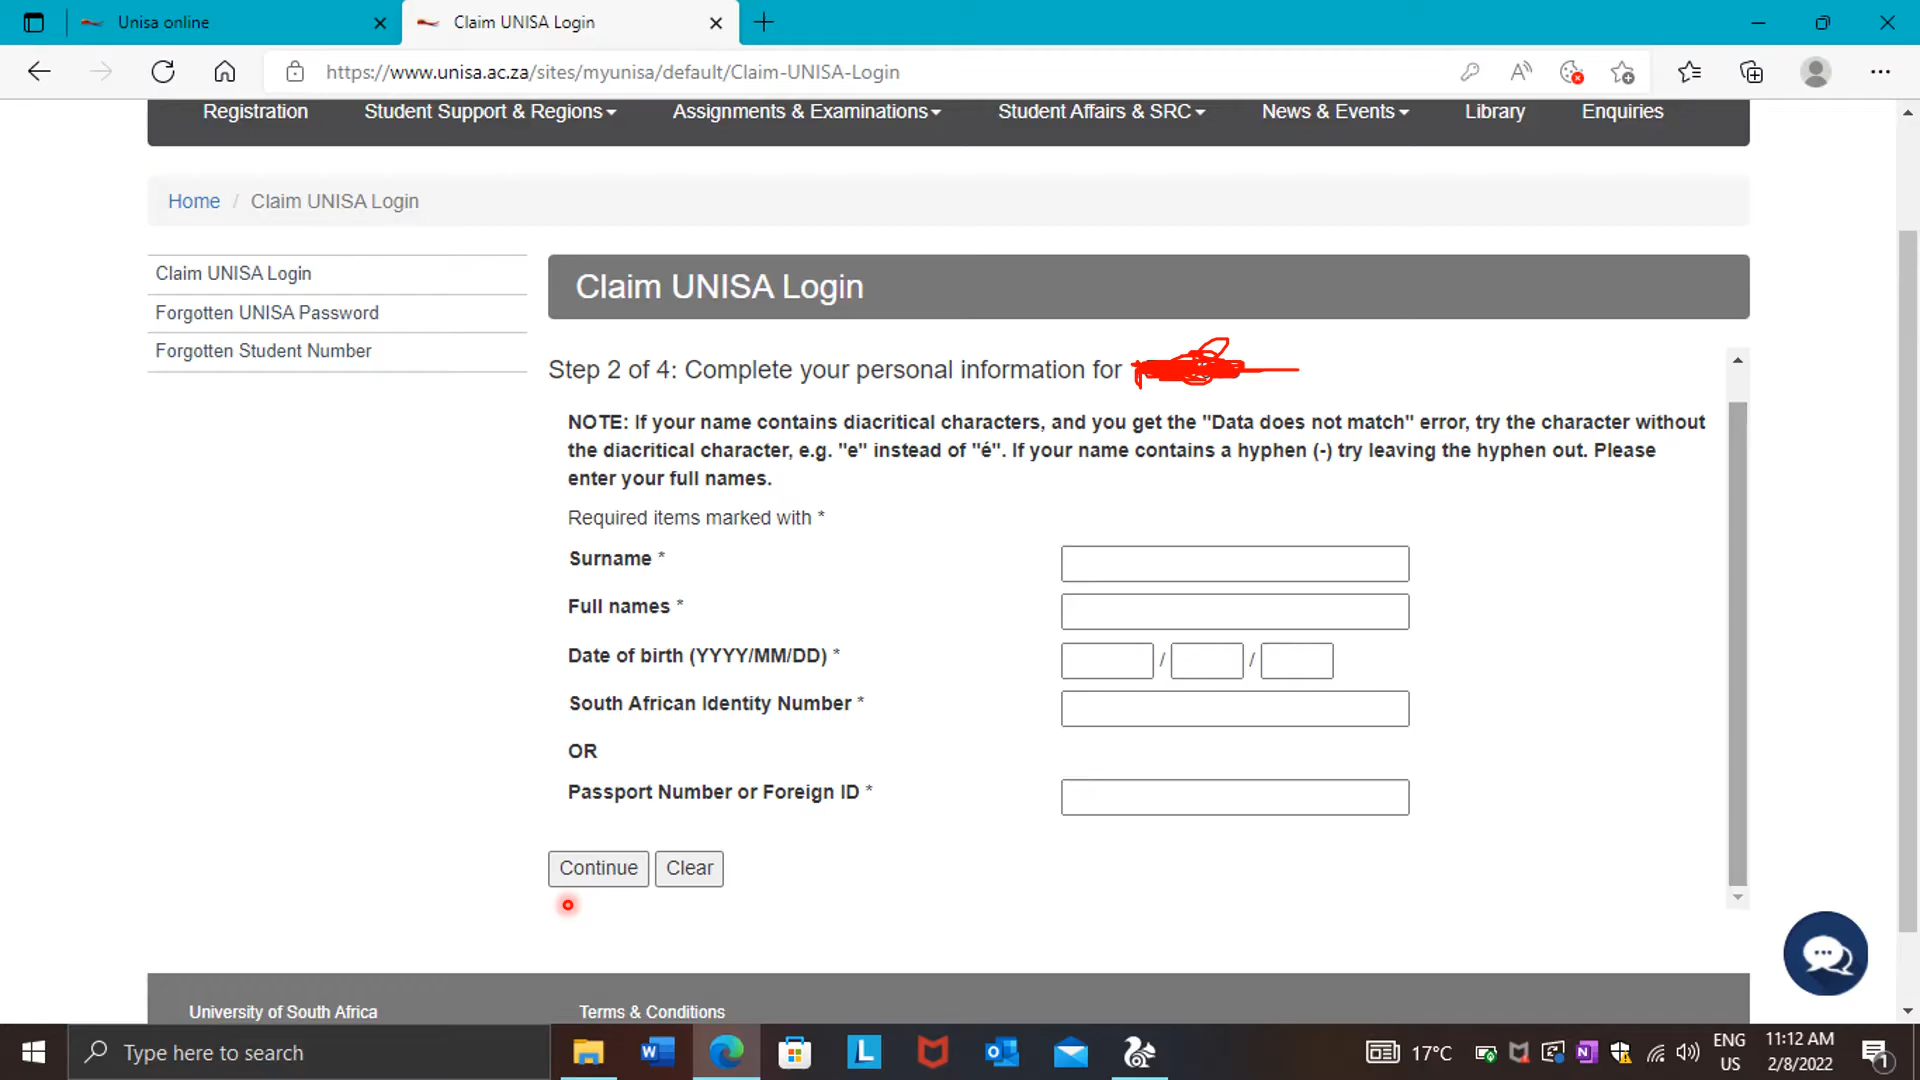 Unisa online
Claim UNISA Login
https://www.unisa.ac.za/sites/myunisa/default/Claim-UNISA-Login
Registration
Student Support & Regions
Assignments & Examinations
Student Affairs & SRC
News & Events
Library
Enquiries
Home / Claim UNISA Login
Claim UNISA Login
Forgotten UNISA Password
Forgotten Student Number
Claim UNISA Login
Step 2 of 4: Complete your personal information for
NOTE: If your name contains diacritical characters, and you get the "Data does not match" error, try the character without
the diacritical character, e.g. "e" instead of "é". If your name contains a hyphen (-) try leaving the hyphen out. Please
enter your full names.
Required items marked with *
Surname *
Full names *
Date of birth (YYYY/MM/DD) *
/ /
South African Identity Number *
OR
Passport Number or Foreign ID *
Continue
Clear
University of South Africa
Terms & Conditions
Type here to search
17°C
ENG
US
11:12 AM
2/8/2022
1